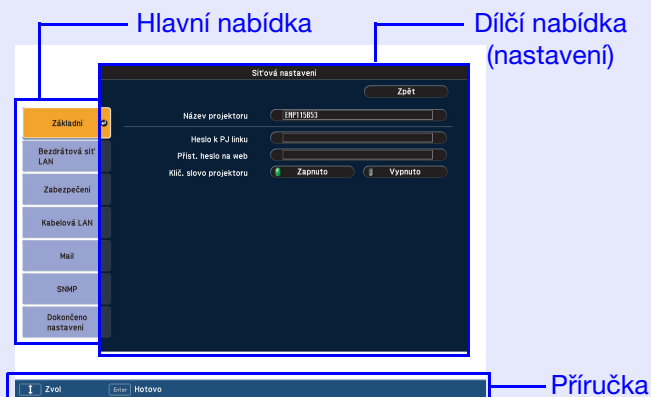 Hlavní nabídka
Dílčí nabídka
(nastavení)
Síťová nastavení
Zpět
Základní
Název projektoru
EMP115B53
Heslo k PJ linku
Bezdrátová síť
LAN
Příst. heslo na web
Klíč. slovo projektoru
Zapnuto
Vypnuto
Zabezpečení
Kabelová LAN
Mail
SNMP
Dokončeno
nastavení
Zvol
Enter
Hotovo
Příručka